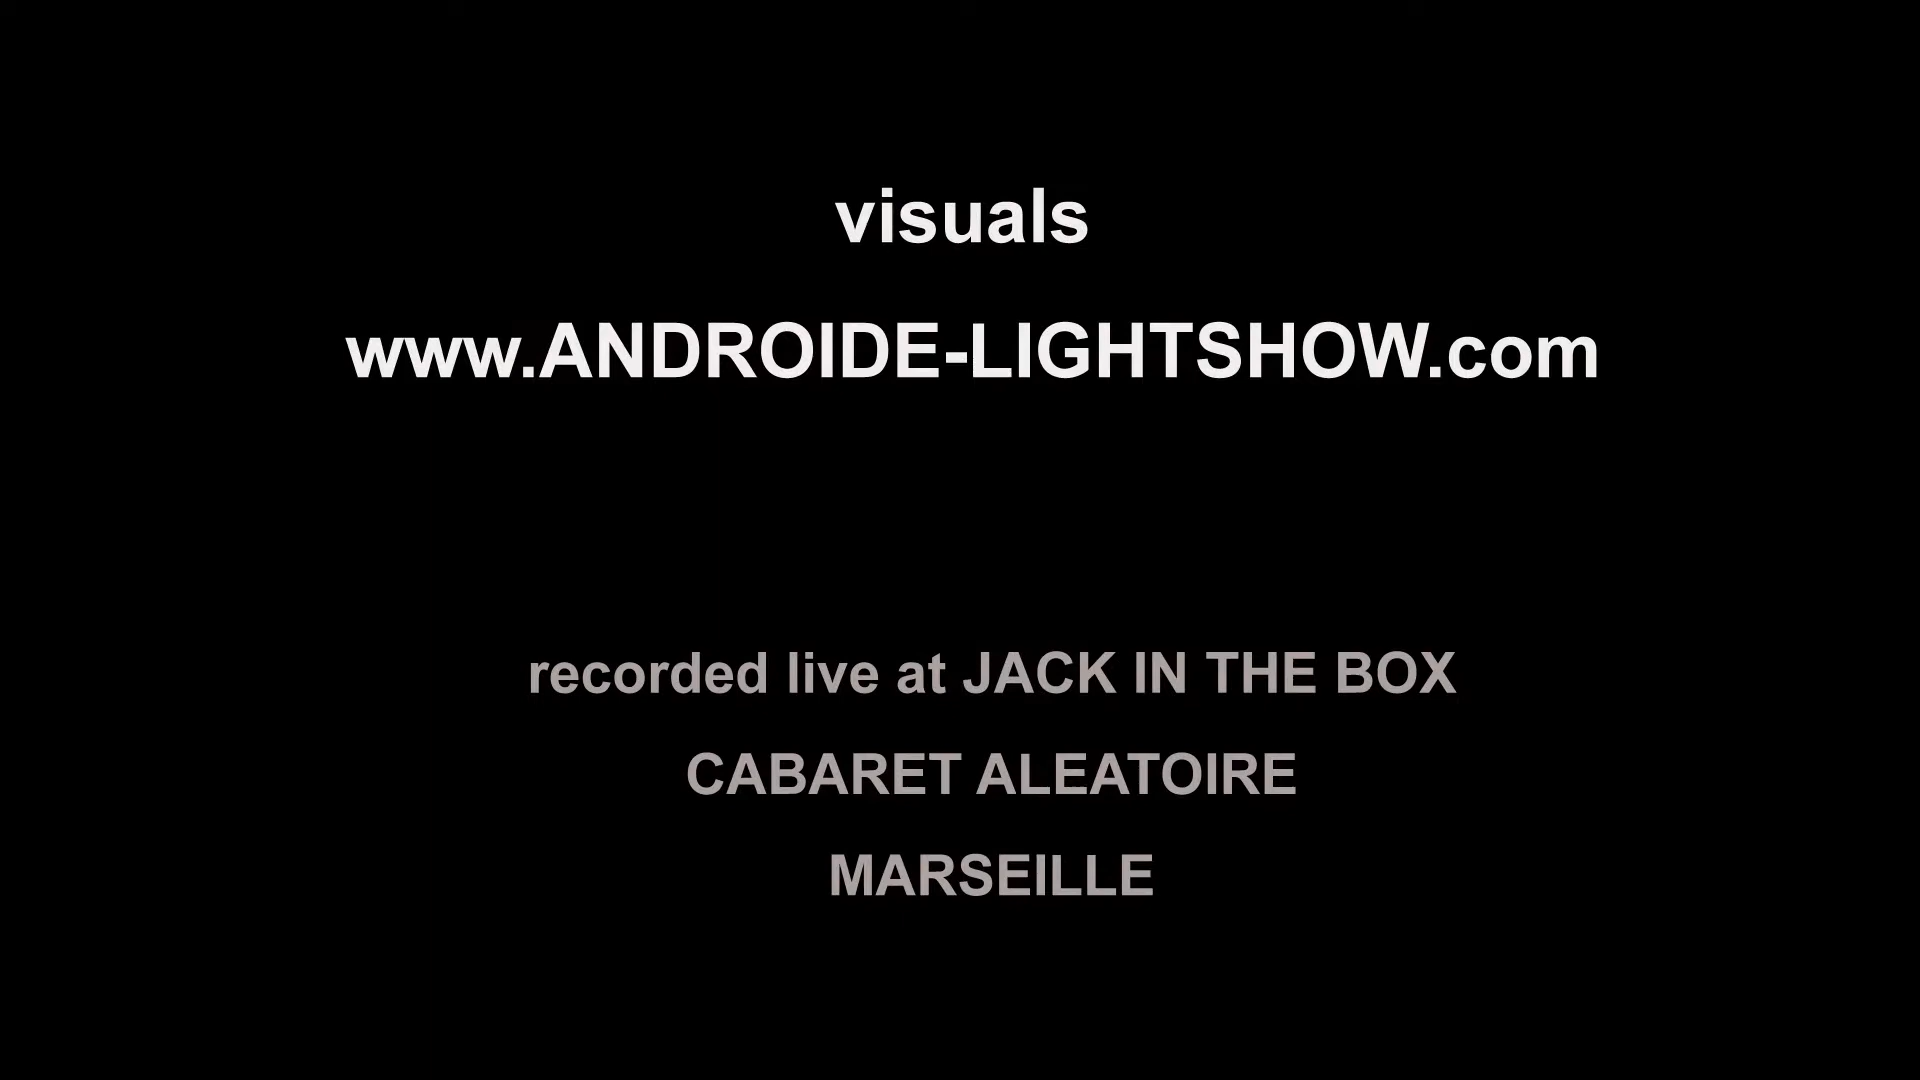 visuals
www.ANDROIDE-LIGHTSHOW.com
recorded live at JACK IN THE BOX
CABARET ALEATOIRE
MARSEILLE